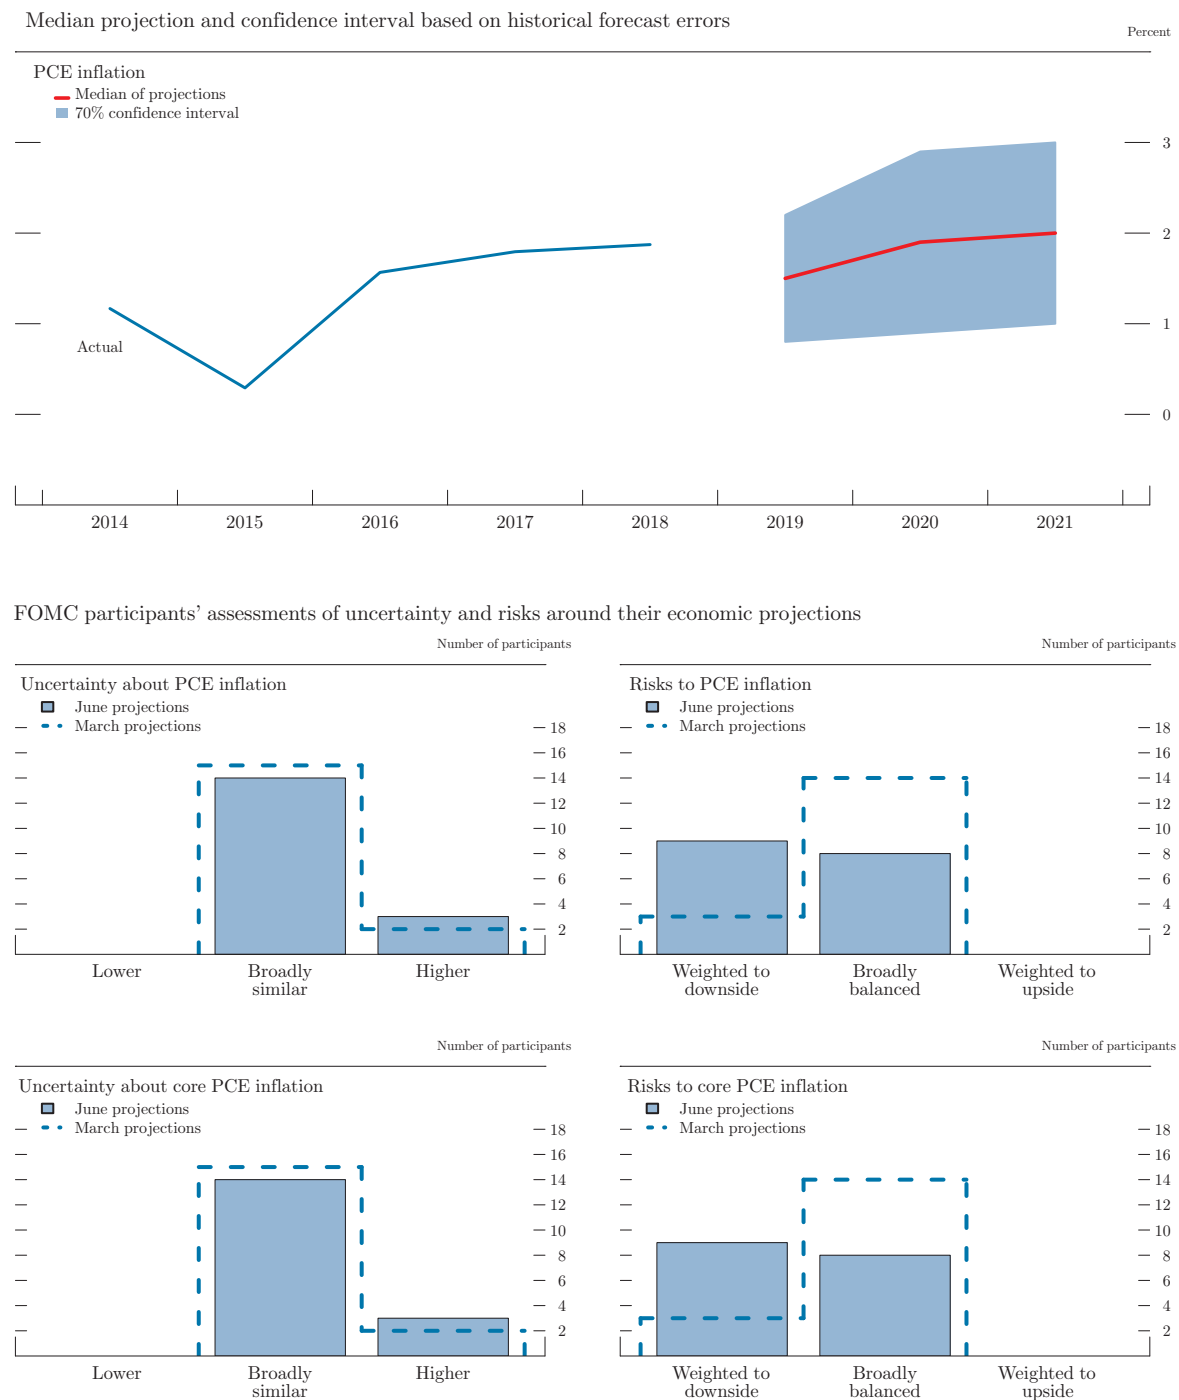 Median projection and confidence interval based on historical forecast errors
Percent
PCE inflation
Median of projections
70% confidence interval
3
2
1
0
Actual
2014 2015 2016 2017 2018 2019 2020 2021
FOMC participants’ assessments of uncertainty and risks around their economic projections
Number of participants
Uncertainty about PCE inflation
June projections
March projections
18
16
14
12
10
8
6
4
2
Lower Broadly similar Higher
Number of participants
Risks to PCE inflation
June projections
March projections
18
16
14
12
10
8
6
4
2
Weighted to downside Broadly balanced Weighted to upside
Number of participants
Uncertainty about core PCE inflation
June projections
March projections
18
16
14
12
10
8
6
4
2
Lower Broadly similar Higher
Number of participants
Risks to core PCE inflation
June projections
March projections
18
16
14
12
10
8
6
4
2
Weighted to downside Broadly balanced Weighted to upside